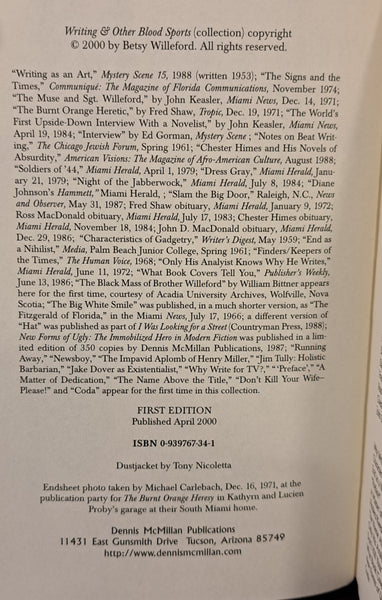 Writing & Other Blood Sports (collection) copyright
© 2000 by Betsy Willeford. All rights reserved.
"Writing as an Art," Mystery Scene 15, 1988 (written 1953); "The Signs and the
Times," Communiqué: The Magazine of Florida Communications, November 1974;
"The Muse and Sgt. Willeford," by John Keasler, Miami News, Dec. 14, 1971;
"The Burnt Orange Heretic," by Fred Shaw, Tropic, Dec. 19, 1971; "The World's
First Upside-Down Interview With a Novelist," by John Keasler, Miami News,
April 19, 1984; "Interview" by Ed Gorman, Mystery Scene; "Notes on Beat Writ-
ing," The Chicago Jewish Forum, Spring 1961; "Chester Himes and His Novels of
Absurdity," American Visions: The Magazine of Afro-American Culture, August 1988;
"Soldiers of '44," Miami Herald, April 1, 1979; "Dress Gray," Miami Herald, Janu-
ary 21, 1979; "Night of the Jabberwock," Miami Herald, July 8, 1984; "Diane
Johnson's Hammett," Miami Herald, ; "Slam the Big Door," Raleigh, N.C., News
and Observer, May 31, 1987; Fred Shaw obituary, Miami Herald, January 9, 1972;
Ross MacDonald obituary, Miami Herald, July 17, 1983; Chester Himes obituary,
Miami Herald, November 18, 1984; John D. MacDonald obituary, Miami Herald,
Dec. 29, 1986; "Characteristics of Gadgetry," Writer's Digest, May 1959; "End as
a Nihilist," Media, Palm Beach Junior College, Spring 1961; "Finders/Keepers of
the Times," The Human Voice, 1968; "Only His Analyst Knows Why He Writes,"
Miami Herald, June 11, 1972; "What Book Covers Tell You," Publisher's Weekly,
June 13, 1986; "The Black Mass of Brother Willeford" by William Bittner appears
here for the first time, courtesy of Acadia University Archives, Wolfville, Nova
Scotia; "The Big White Smile" was published, in a much shorter version, as "The
Fitzgerald of Florida," in the Miami News, July 17, 1966; a different version of
"Hat" was published as part of I Was Looking for a Street (Countryman Press, 1988);
New Forms of Ugly: The Immobilized Hero in Modern Fiction was published in a lim-
ited edition of 350 copies by Dennis McMillan Publications, 1987; "Running
Away," "Newsboy," "The Impavid Aplomb of Henry Miller," "Jim Tully: Holistic
Barbarian," "Jake Dover as Existentialist," "Why Write for TV?," "'Preface'," "A
Matter of Dedication," "The Name Above the Title," "Don't Kill Your Wife–
Please!" and "Coda" appear for the first time in this collection.
FIRST EDITION
Published April 2000
ISBN 0-939767-34-1
Dustjacket by Tony Nicoletta
Endsheet photo taken by Michael Carlebach, Dec. 16, 1971, at the
publication party for The Burnt Orange Heresy in Kathryn and Lucien
Proby's garage at their South Miami home.
Dennis McMillan Publications
11431 East Gunsmith Drive Tucson, Arizona 85749
http://www.dennismcmillan.com